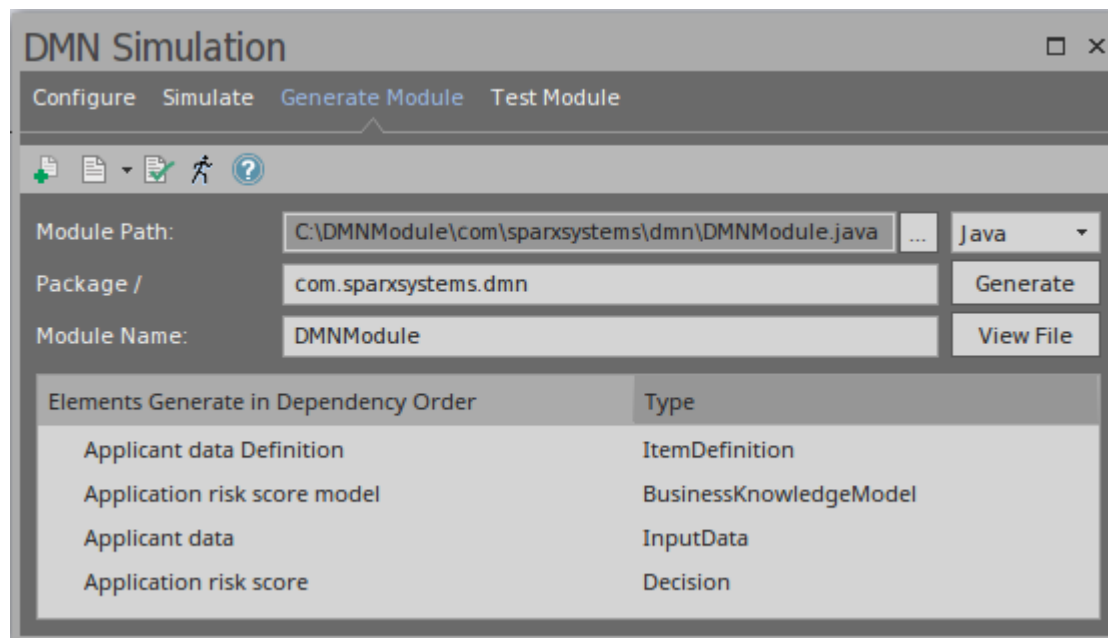 DMN Simulation
Configure Simulate Generate Module Test Module
Module Path: C:\DMNModule\com\sparxsystems\dmn\DMNModule.java ... Java
Package / com.sparxsystems.dmn Generate
Module Name: DMNModule View File
Elements Generate in Dependency Order Type
Applicant data Definition ItemDefinition
Application risk score model BusinessKnowledgeModel
Applicant data InputData
Application risk score Decision